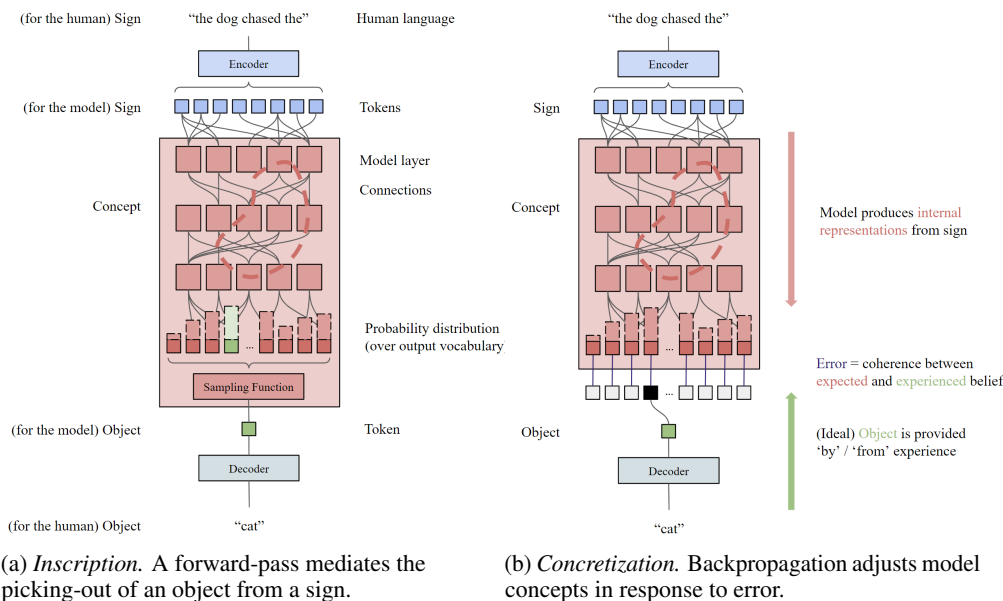 (for the human) Sign “the dog chased the” Human language
Encoder
(for the model) Sign Tokens
Model layer
Connections
Concept
Probability distribution
(over output vocabulary)
...
Sampling Function
(for the model) Object Token
Decoder
(for the human) Object
“cat”
(a) Inscription. A forward-pass mediates the
picking-out of an object from a sign.
“the dog chased the”
Encoder
Sign
Concept
Model produces internal
representations from sign
...
Error = coherence between
expected and experienced belief
...
Object
(Ideal) Object is provided
‘by’ / ‘from’ experience
Decoder
“cat”
(b) Concretization. Backpropagation adjusts model
concepts in response to error.